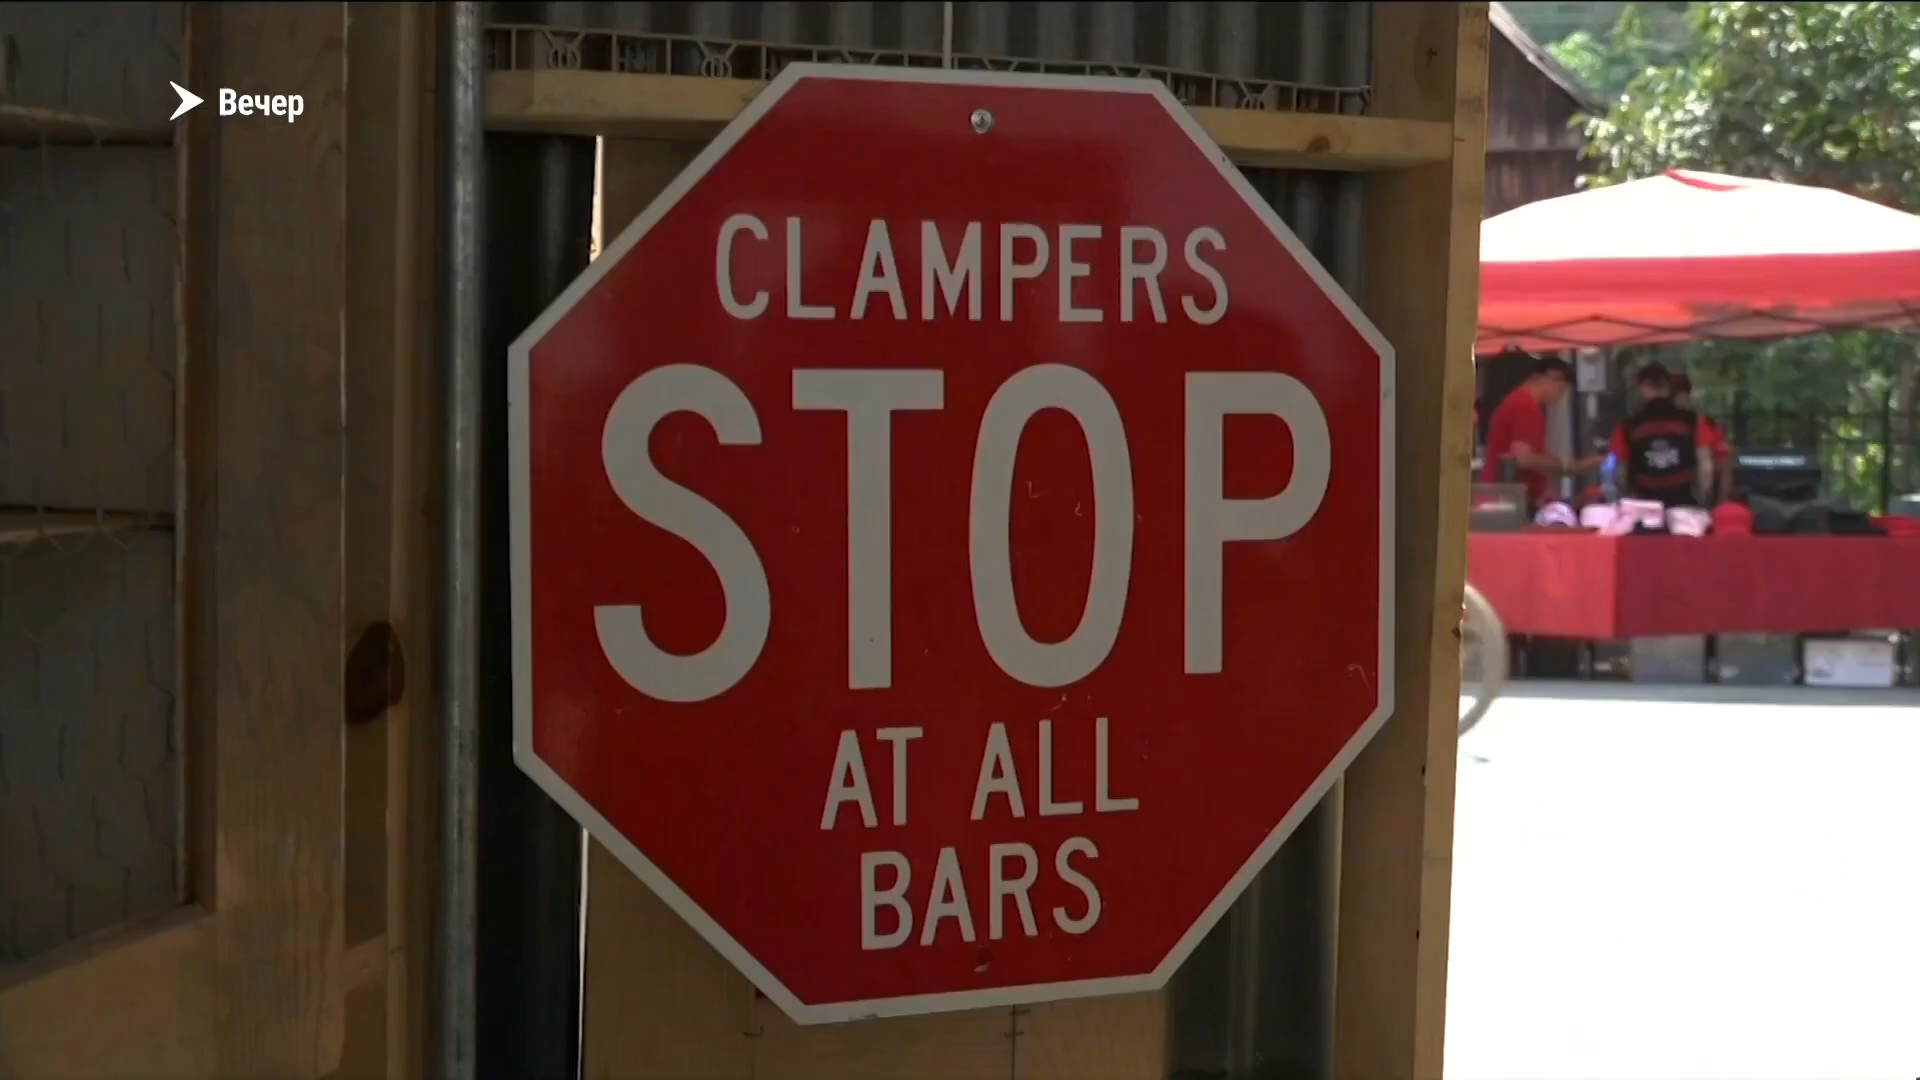 Вечер
CLAMPERS
STOP
AT ALL
BARS